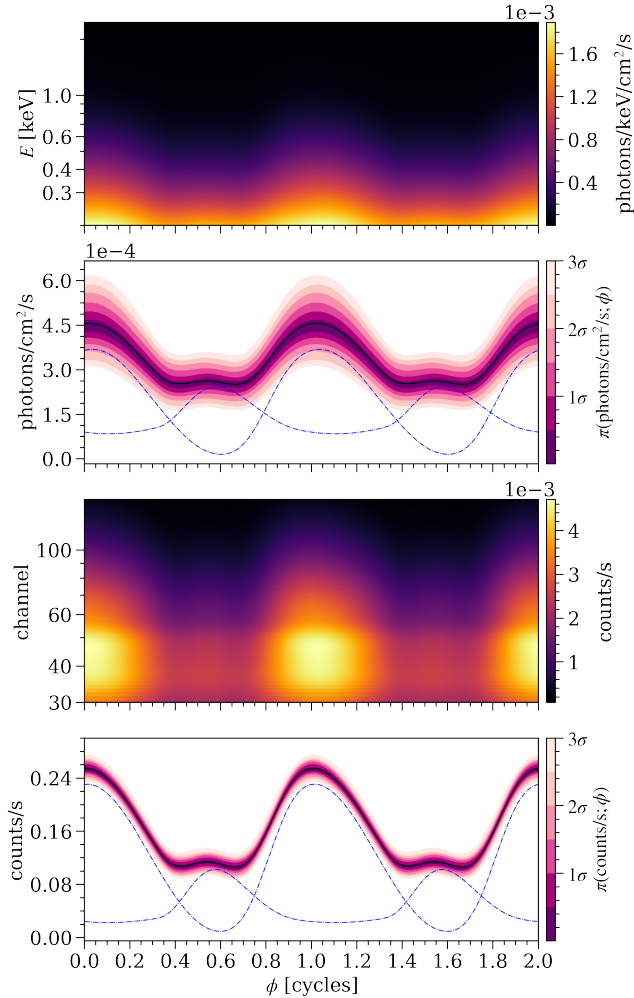 1e−3
E [keV]
1.0
0.6
0.4
0.3
1.6
1.2
0.8
0.4
photons/keV/cm²/s
1e−4
photons/cm²/s
6.0
4.5
3.0
1.5
0.0
3σ
2σ
1σ
π(photons/cm²/s; ϕ)
1e−3
channel
100
60
40
30
4
3
2
1
counts/s
counts/s
0.24
0.16
0.08
0.00
3σ
2σ
1σ
π(counts/s; ϕ)
0.0 0.2 0.4 0.6 0.8 1.0 1.2 1.4 1.6 1.8 2.0
ϕ [cycles]